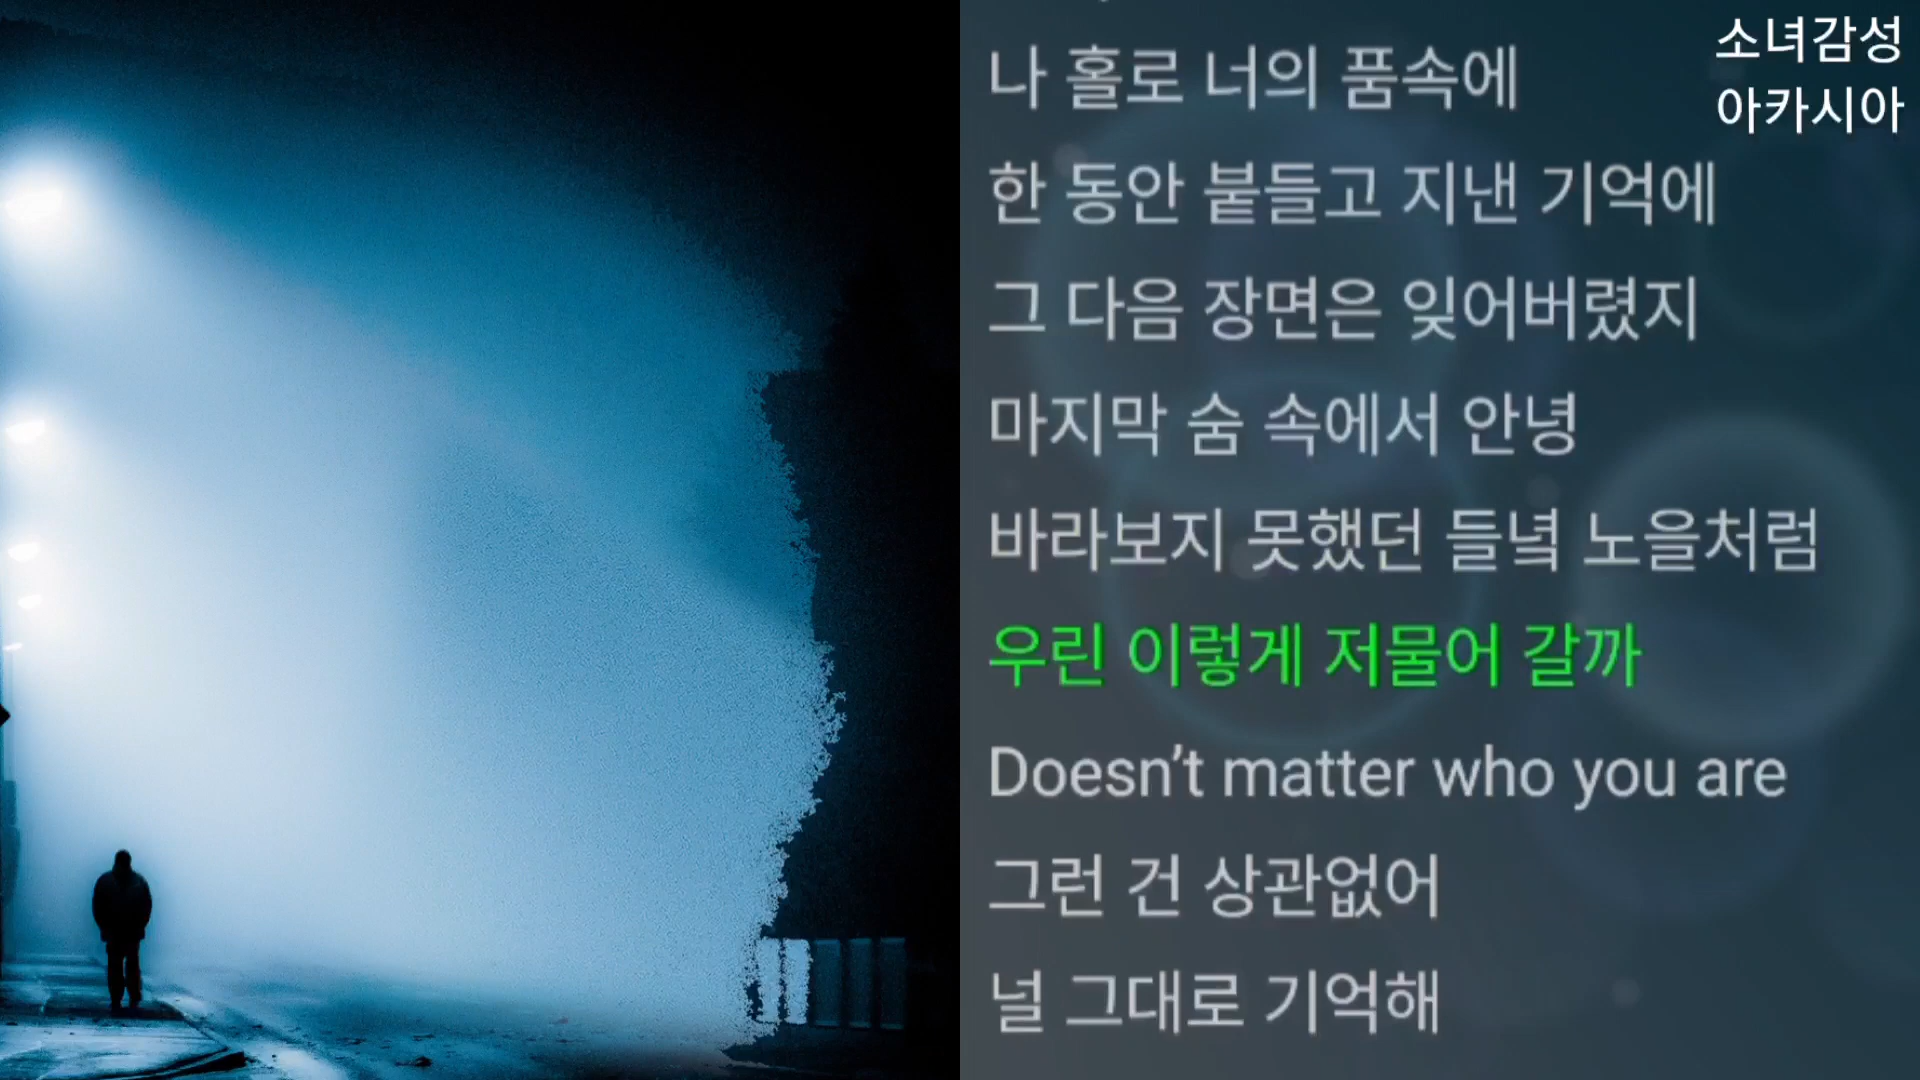 소녀감성
아카시아
나 홀로 너의 품속에
한 동안 붙들고 지낸 기억에
그 다음 장면은 잊어버렸지
마지막 숨 속에서 안녕
바라보지 못했던 들녘 노을처럼
우린 이렇게 저물어 갈까
Doesn’t matter who you are
그런 건 상관없어
널 그대로 기억해